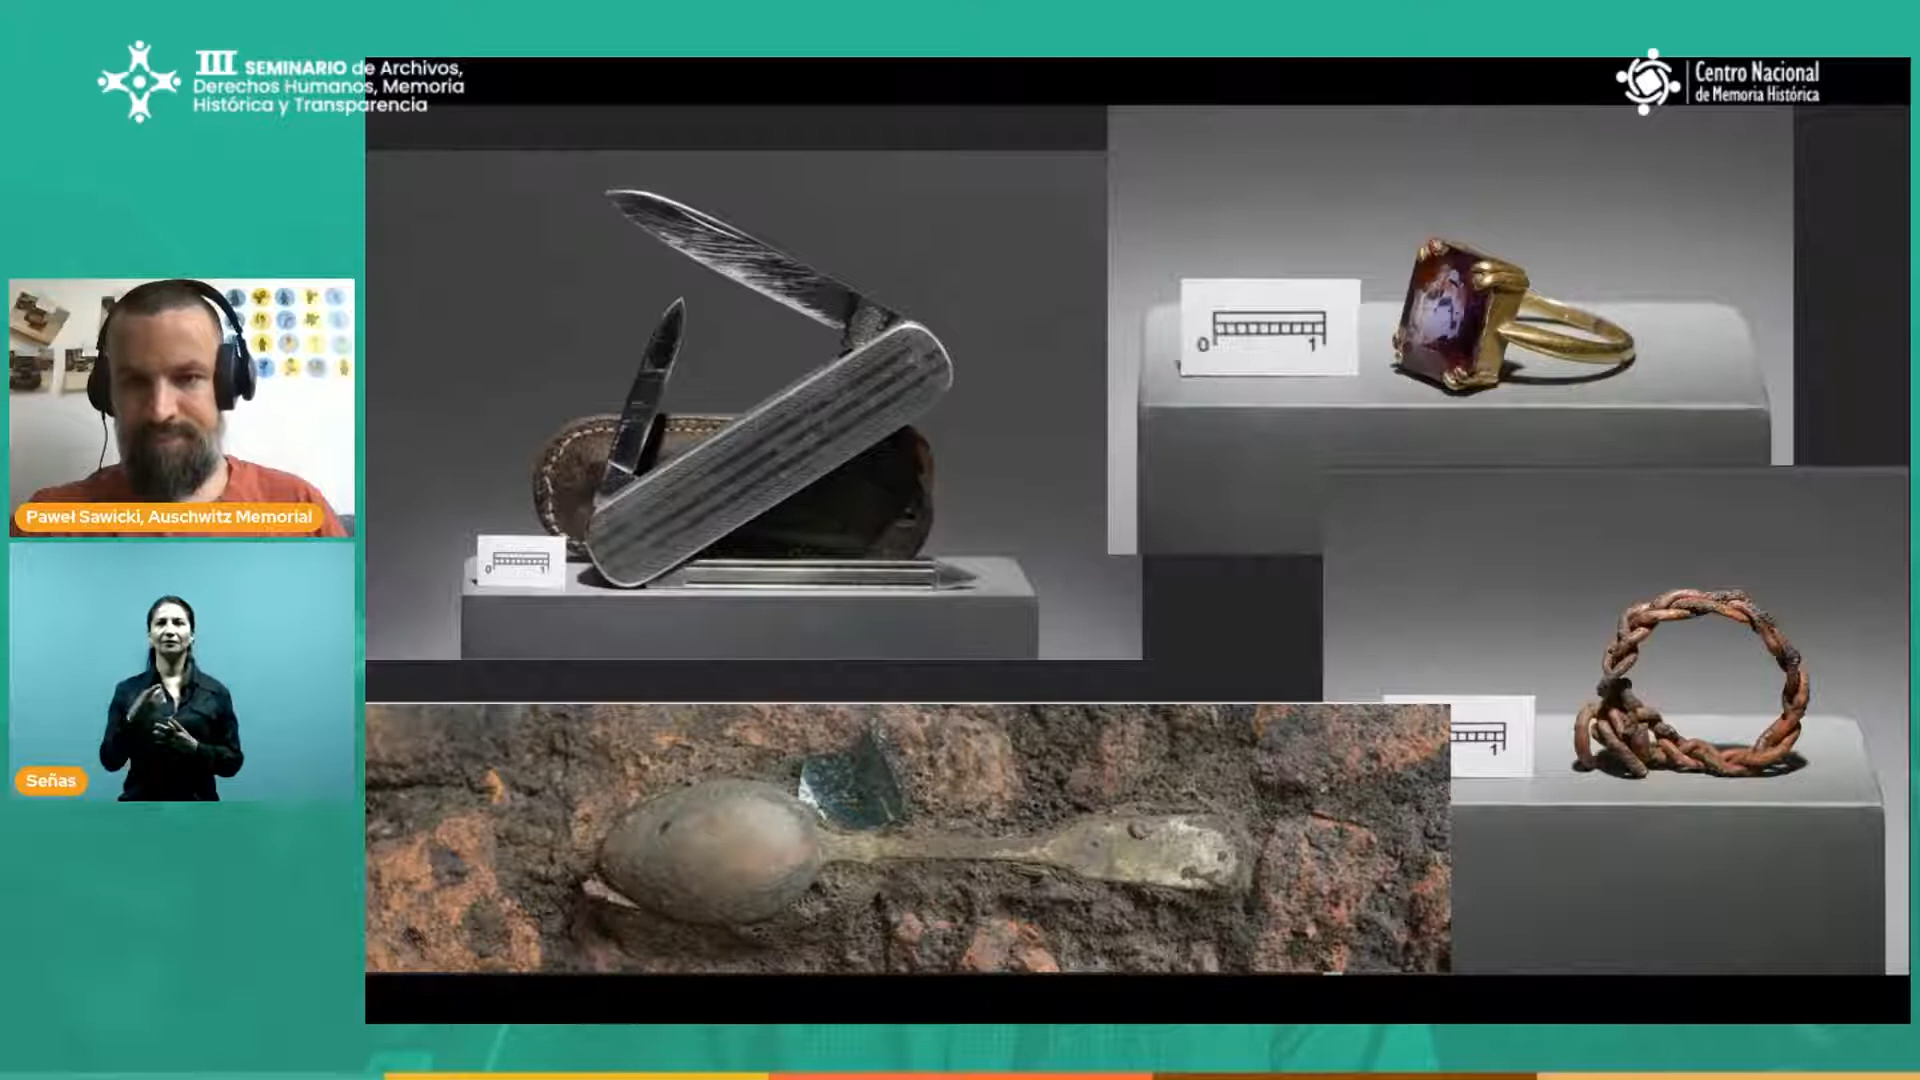 III SEMINARIO de Archivos,
Derechos Humanos, Memoria
Histórica y Transparencia
Centro Nacional
de Memoria Histórica
0 1
0 1
1
Paweł Sawicki, Auschwitz Memorial
Señas